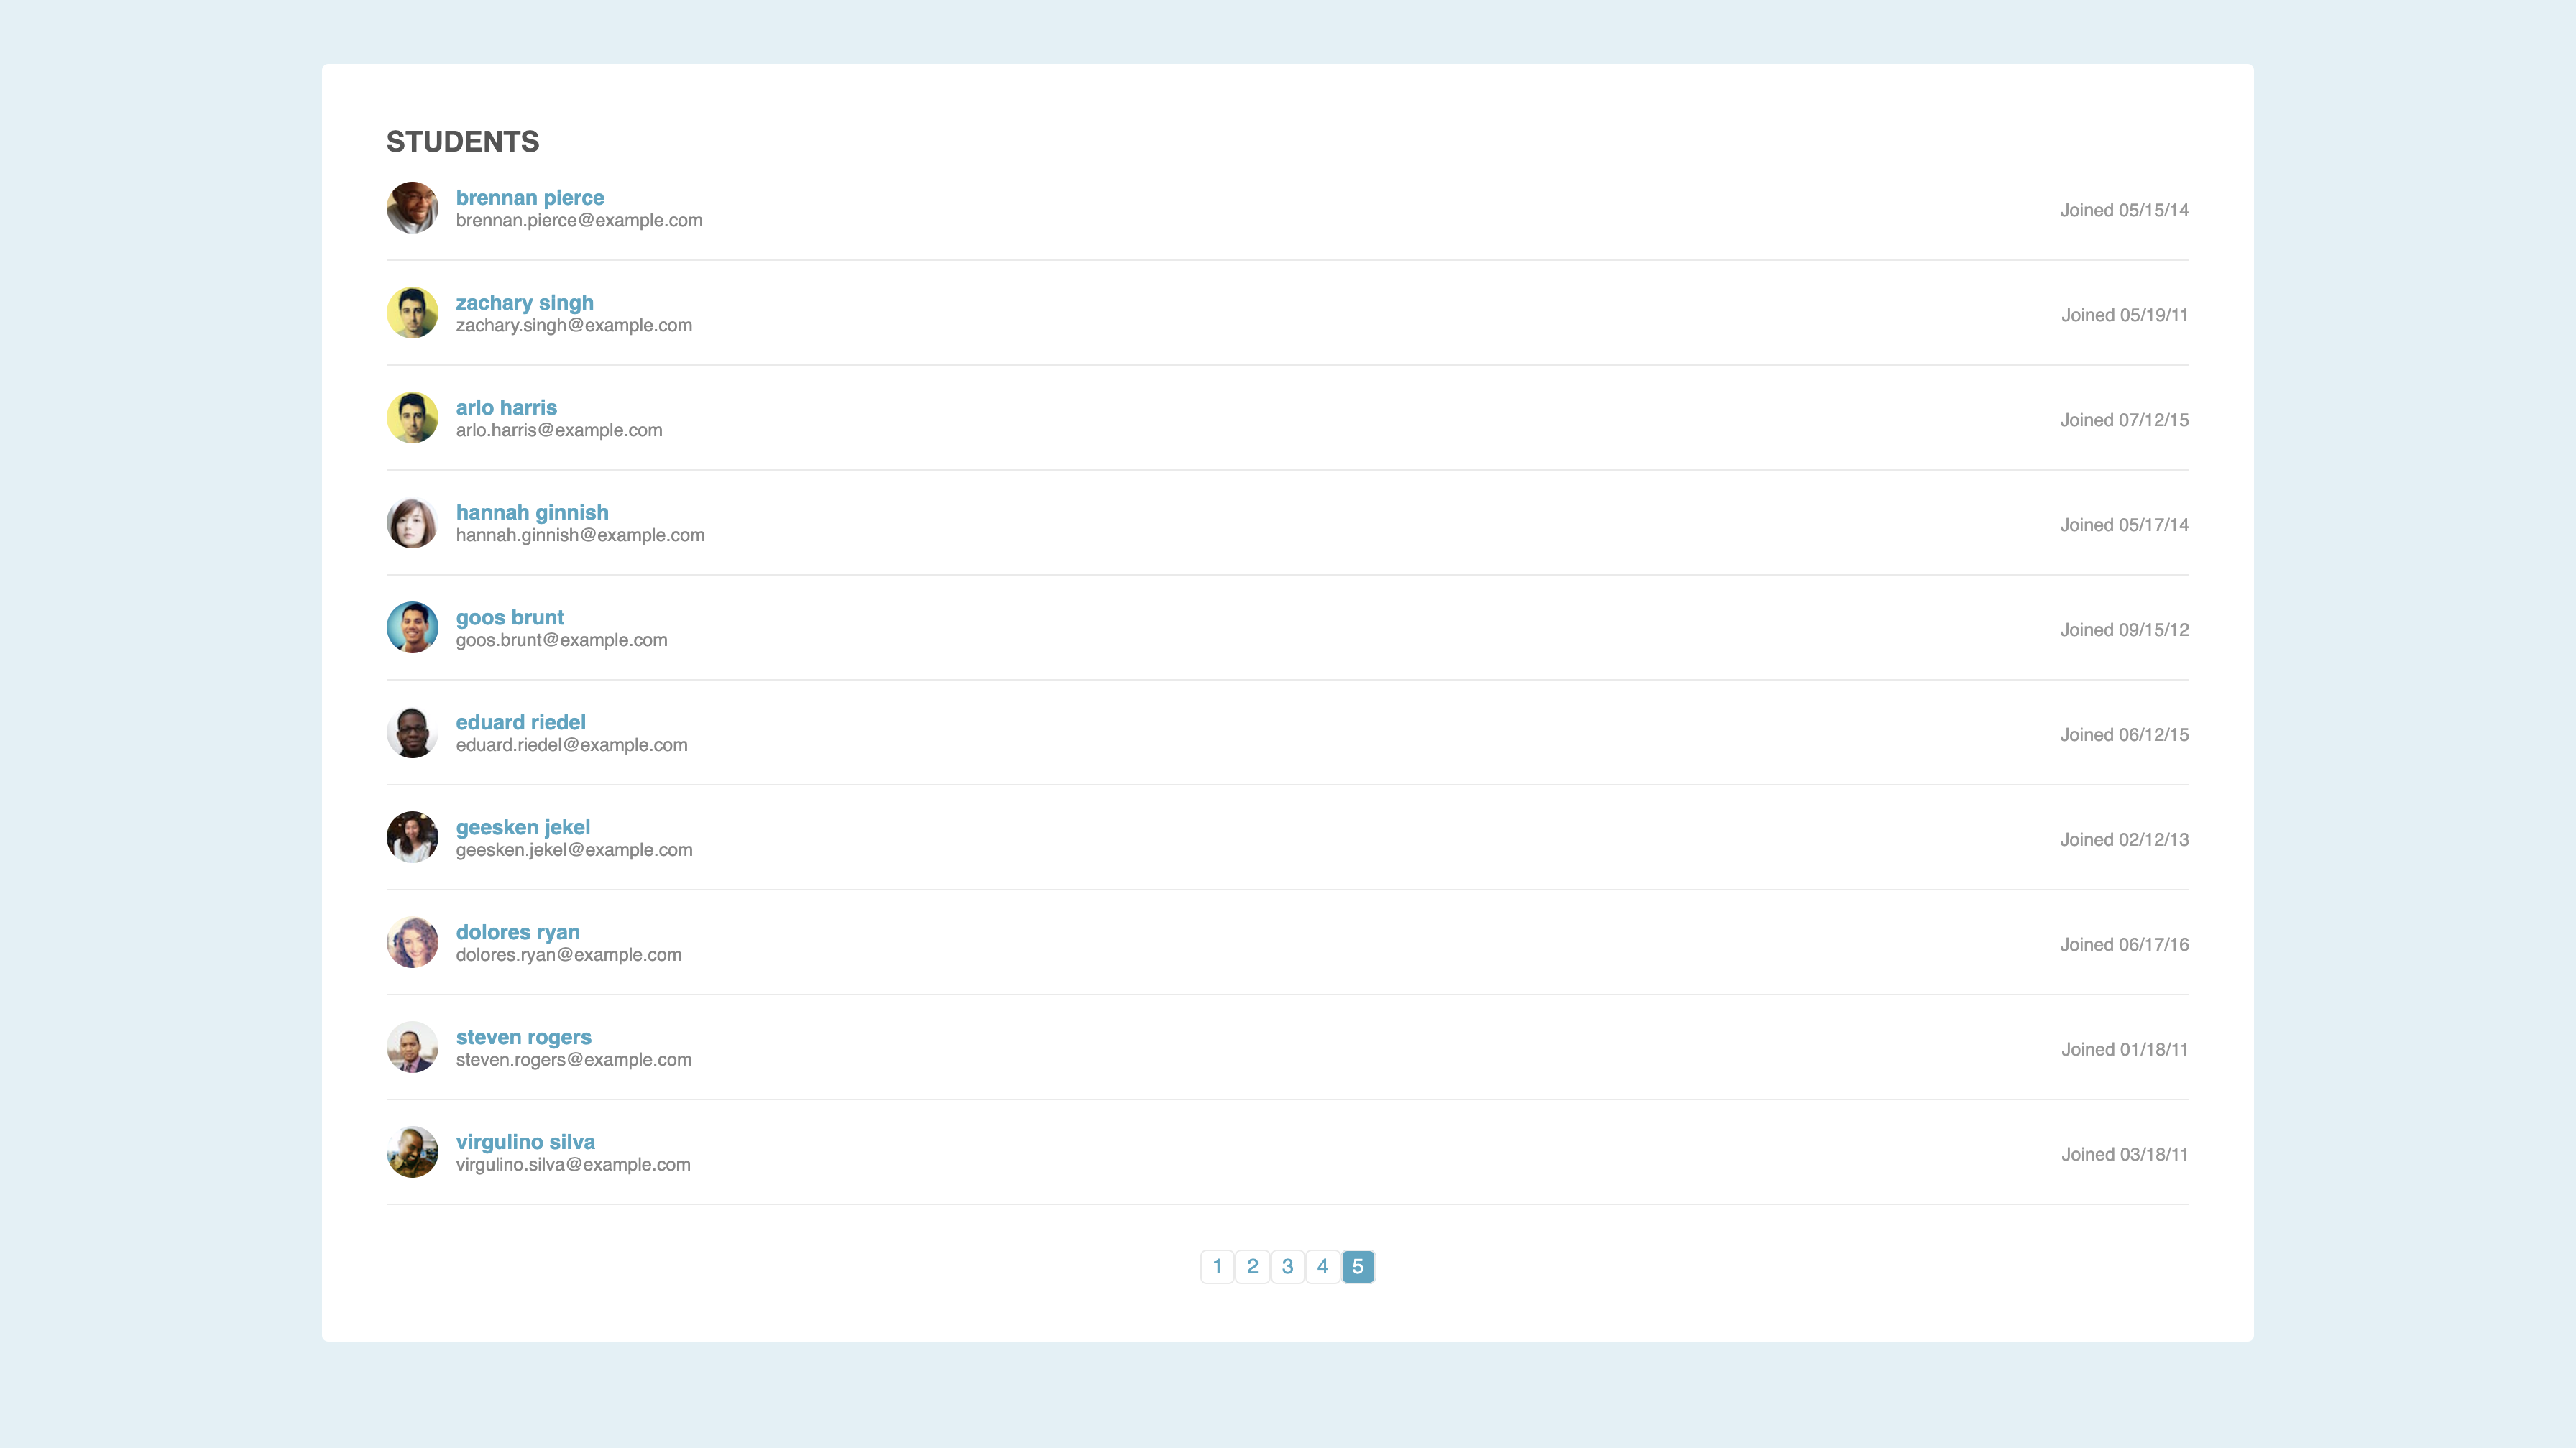 STUDENTS
brennan pierce
brennan.pierce@example.com
Joined 05/15/14
zachary singh
zachary.singh@example.com
Joined 05/19/11
arlo harris
arlo.harris@example.com
Joined 07/12/15
hannah ginnish
hannah.ginnish@example.com
Joined 05/17/14
goos brunt
goos.brunt@example.com
Joined 09/15/12
eduard riedel
eduard.riedel@example.com
Joined 06/12/15
geesken jekel
geesken.jekel@example.com
Joined 02/12/13
dolores ryan
dolores.ryan@example.com
Joined 06/17/16
steven rogers
steven.rogers@example.com
Joined 01/18/11
virgulino silva
virgulino.silva@example.com
Joined 03/18/11
1 2 3 4 5